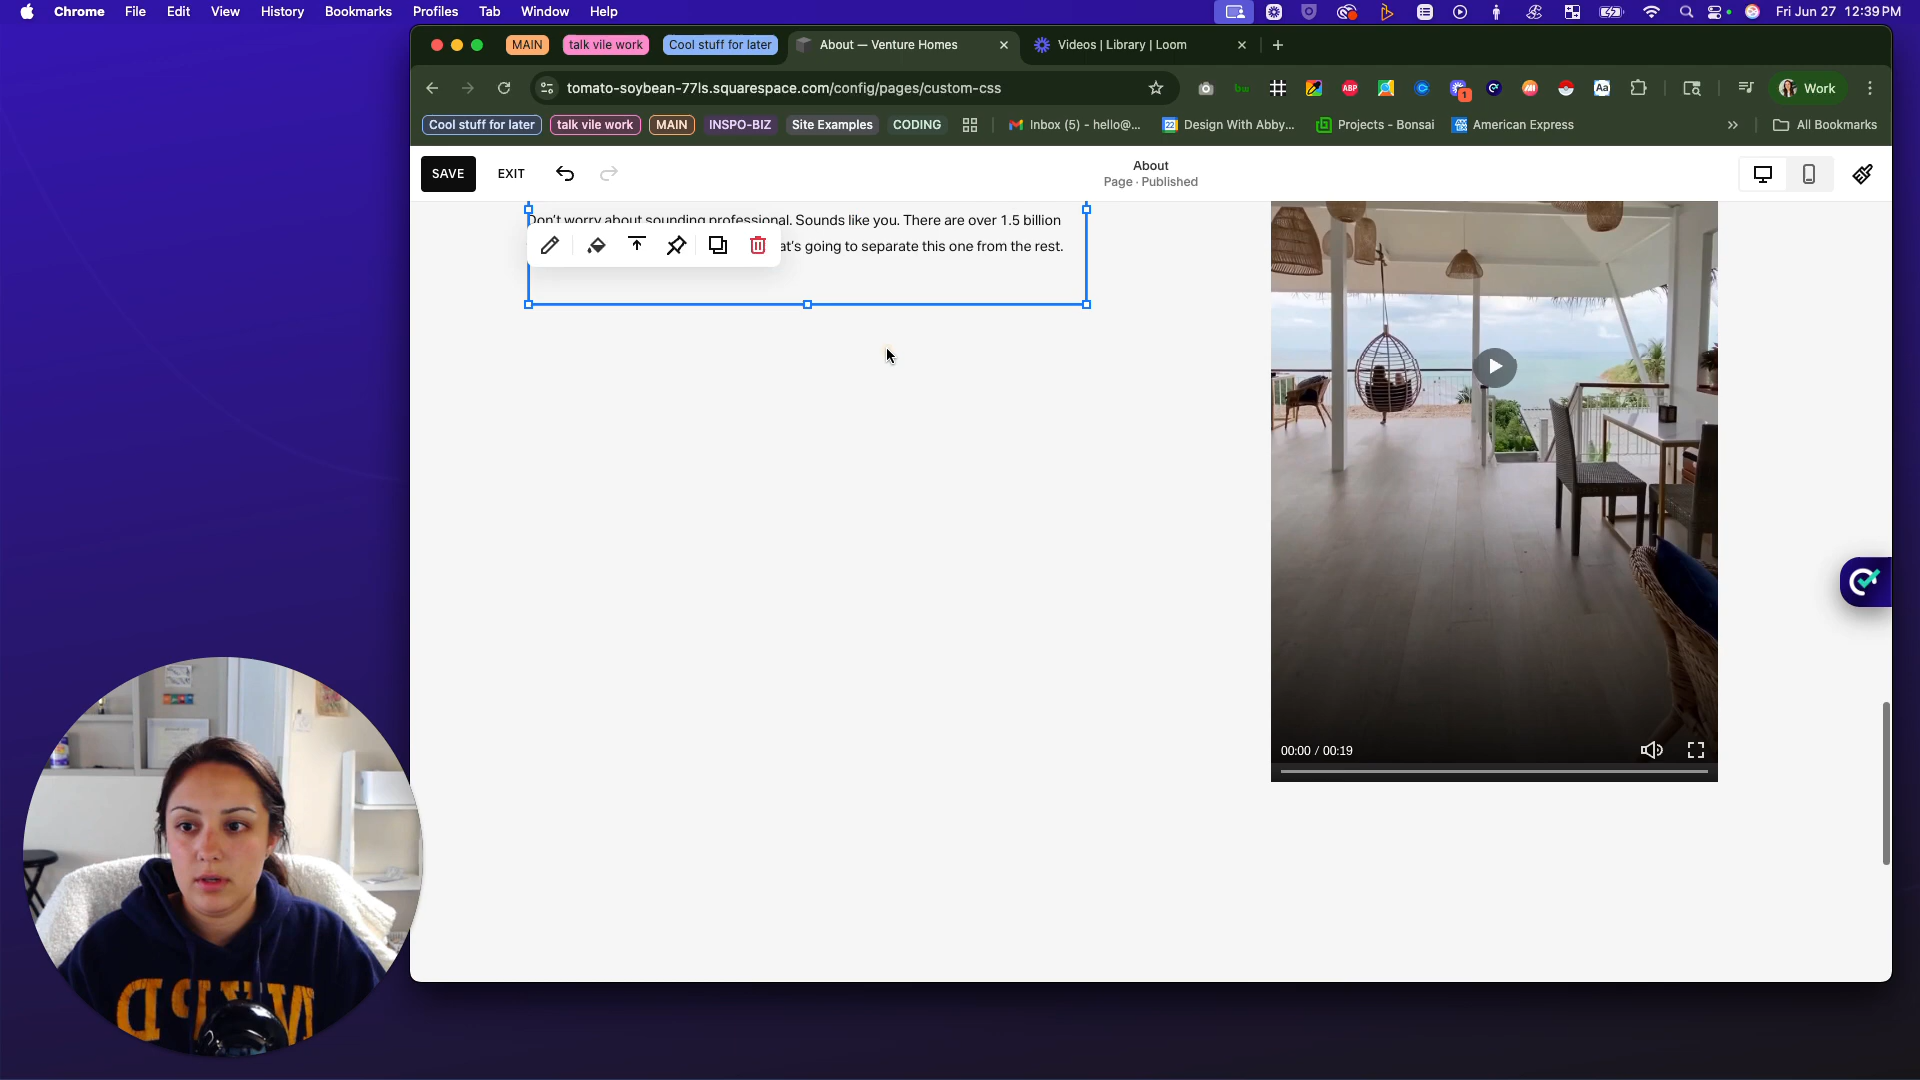 Chrome File Edit View History Bookmarks Profiles Tab Window Help
Fri Jun 27 12:39 PM
MAIN talk vile work Cool stuff for later About — Venture Homes Videos | Library | Loom
tomato-soybean-77ls.squarespace.com/config/pages/custom-css
Work
Cool stuff for later talk vile work MAIN INSPO-BIZ Site Examples CODING Inbox (5) - hello@... Design With Abby... Projects - Bonsai American Express All Bookmarks
SAVE EXIT
About
Page · Published
Don't worry about sounding professional. Sounds like you. There are over 1.5 billion
at's going to separate this one from the rest.
00:00 / 00:19